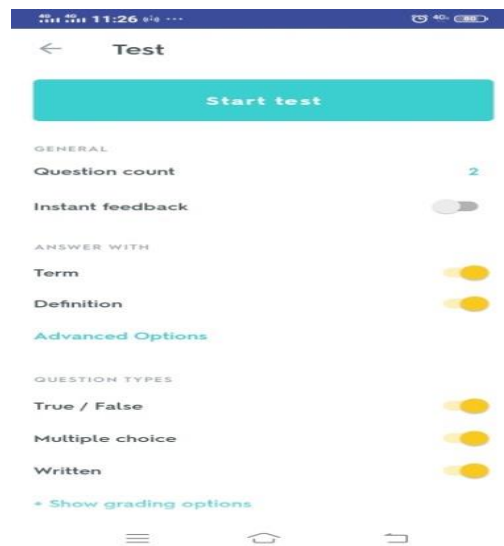 11:26
Test
Start test
GENERAL
Question count 2
Instant feedback
ANSWER WITH
Term
Definition
Advanced Options
QUESTION TYPES
True / False
Multiple choice
Written
+ Show grading options